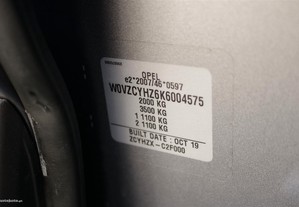 OPEL
e2*2007/46*0597
W0VZCYHZ6K6004575
2000 KG
3500 KG
1 1100 KG
2 1100 KG
BUILT DATE : OCT 19
ZCYHZX-C2F000